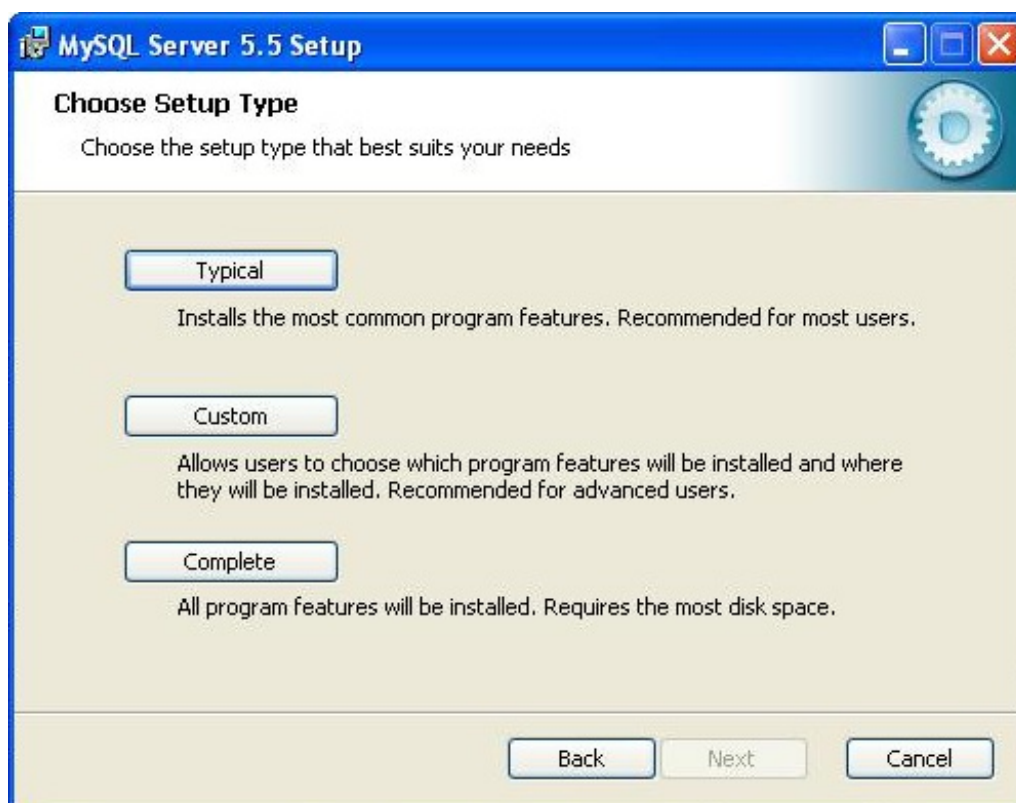 MySQL Server 5.5 Setup
Choose Setup Type
Choose the setup type that best suits your needs
Typical
Installs the most common program features. Recommended for most users.
Custom
Allows users to choose which program features will be installed and where
they will be installed. Recommended for advanced users.
Complete
All program features will be installed. Requires the most disk space.
Back Next Cancel